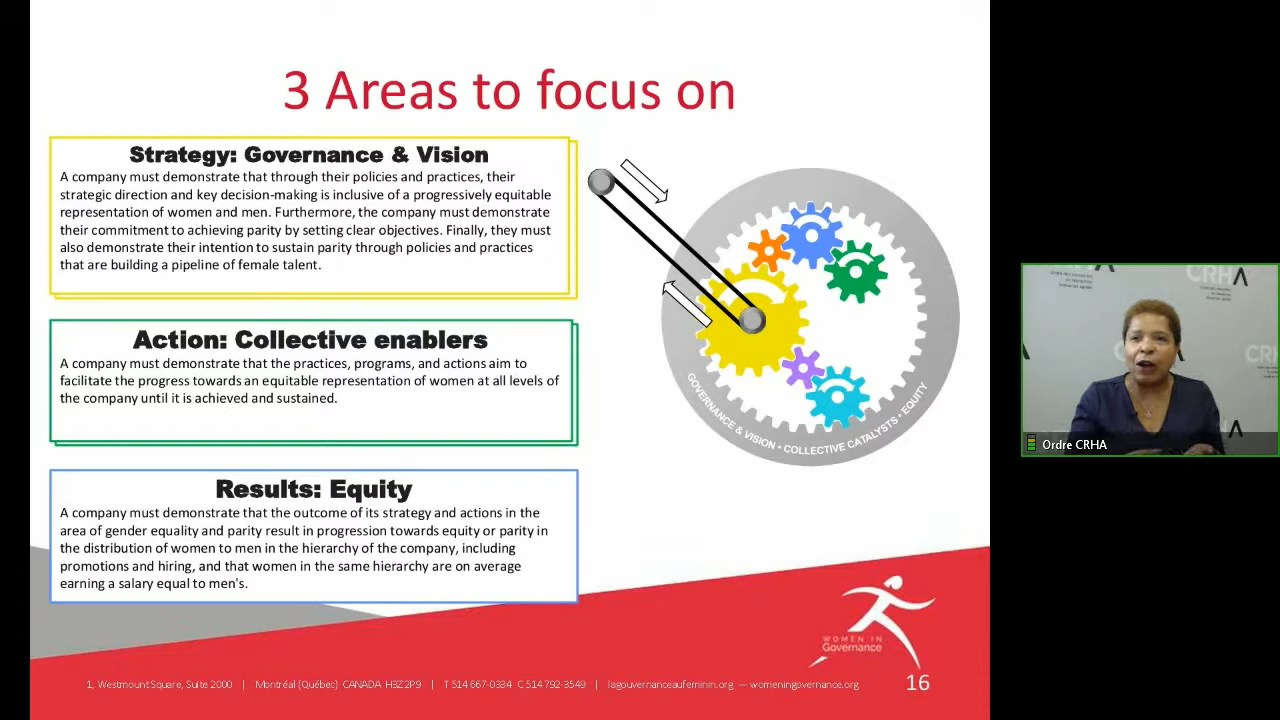 3 Areas to focus on
Strategy: Governance & Vision
A company must demonstrate that through their policies and practices, their
strategic direction and key decision-making is inclusive of a progressively equitable
representation of women and men. Furthermore, the company must demonstrate
their commitment to achieving parity by setting clear objectives. Finally, they must
also demonstrate their intention to sustain parity through policies and practices
that are building a pipeline of female talent.
Action: Collective enablers
A company must demonstrate that the practices, programs, and actions aim to
facilitate the progress towards an equitable representation of women at all levels of
the company until it is achieved and sustained.
Results: Equity
A company must demonstrate that the outcome of its strategy and actions in the
area of gender equality and parity result in progression towards equity or parity in
the distribution of women to men in the hierarchy of the company, including
promotions and hiring, and that women in the same hierarchy are on average
earning a salary equal to men's.
GOVERNANCE & VISION • COLLECTIVE CATALYSTS • EQUITY
WOMEN IN
Governance
1, Westmount Square, Suite 2000 | Montréal (Québec) CANADA H3Z 2P9 | T 514 667-0384 C 514 792-3549 | lagouvernanceaufeminin.org — womeningovernance.org
16
CRHA
Ordre CRHA